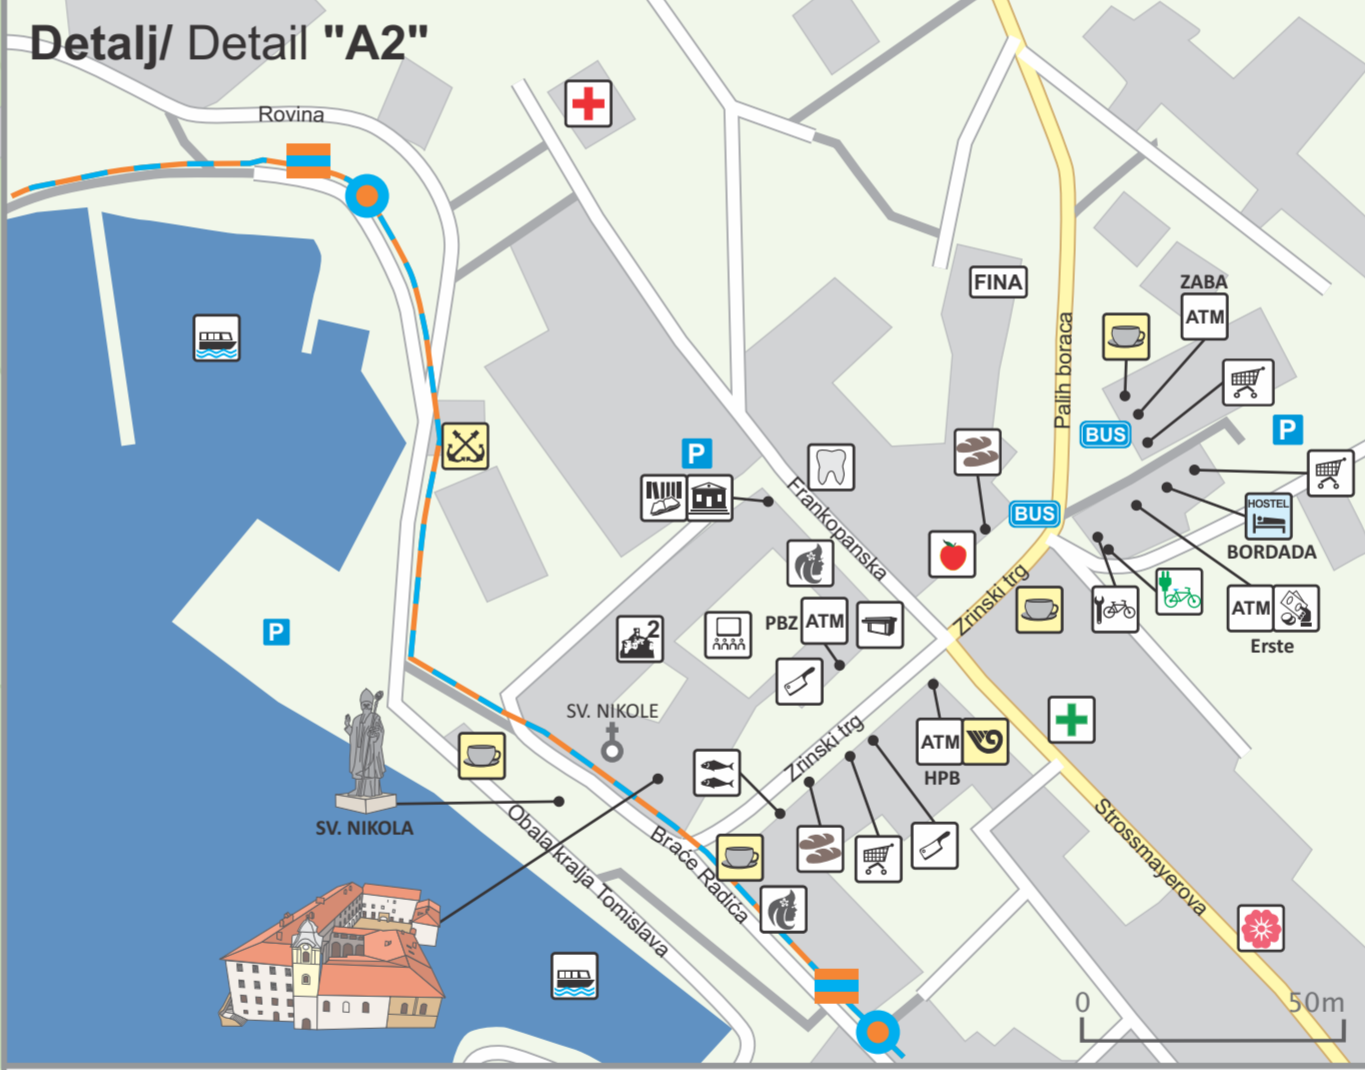 Detalj/ Detail "A2"
Rovina
FINA
ZABA
ATM
Palih boraca
BUS
P
P
BUS
Frankopanska
HOSTEL
BORDADA
Zrinski trg
ATM
Erste
PBZ
ATM
2
P
SV. NIKOLE
Zrinski trg
ATM
HPB
SV. NIKOLA
Obala kralja Tomislava
Braće Radića
Strossmayerova
0 50m